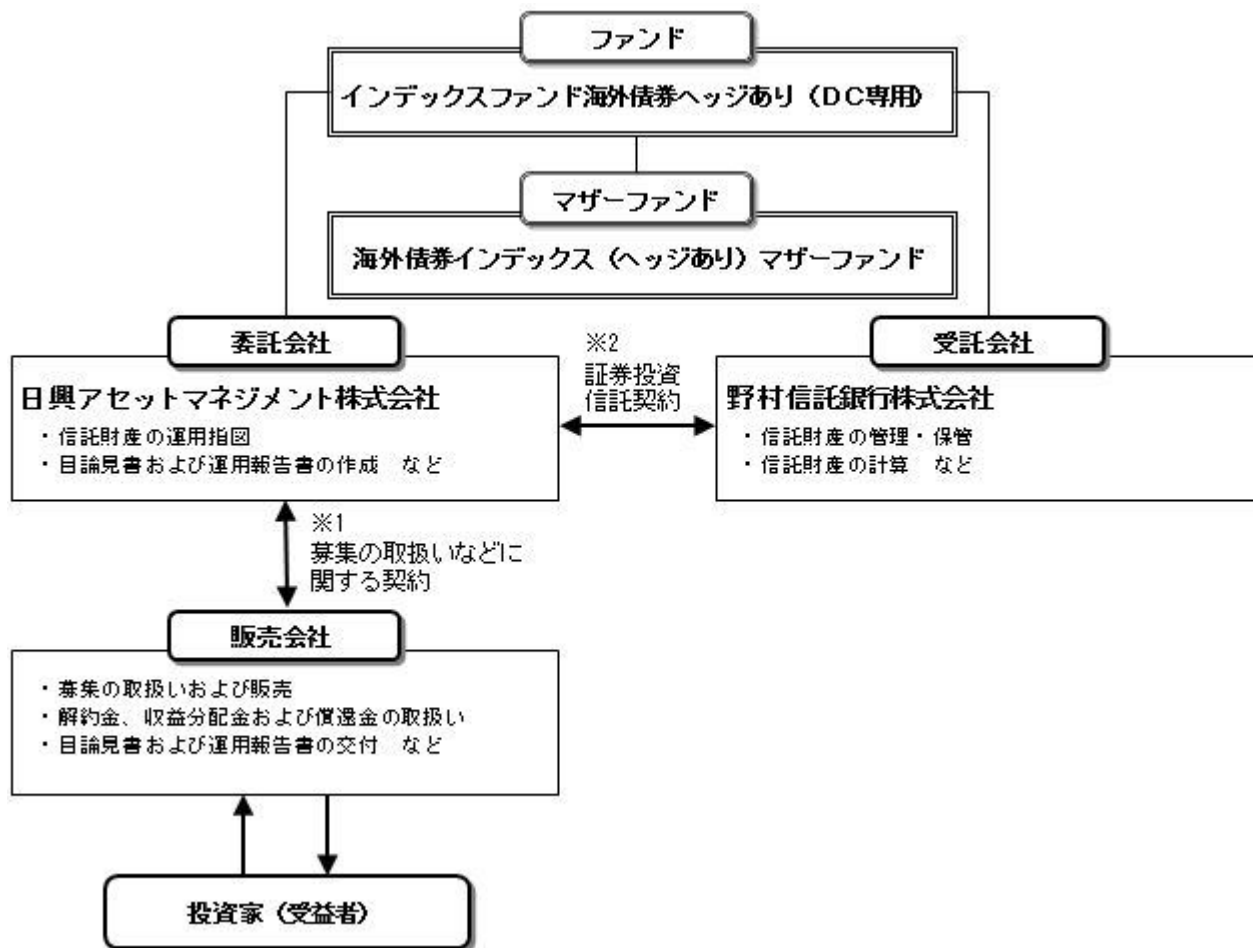 ファンド
インデックスファンド海外債券ヘッジあり（ＤＣ専用）
マザーファンド
海外債券インデックス（ヘッジあり）マザーファンド
委託会社
日興アセットマネジメント株式会社
・信託財産の運用指図
・目論見書および運用報告書の作成　など
※2
証券投資
信託契約
受託会社
野村信託銀行株式会社
・信託財産の管理・保管
・信託財産の計算　など
※1
募集の取扱いなどに
関する契約
販売会社
・募集の取扱いおよび販売
・解約金、収益分配金および償還金の取扱い
・目論見書および運用報告書の交付　など
投資家（受益者）